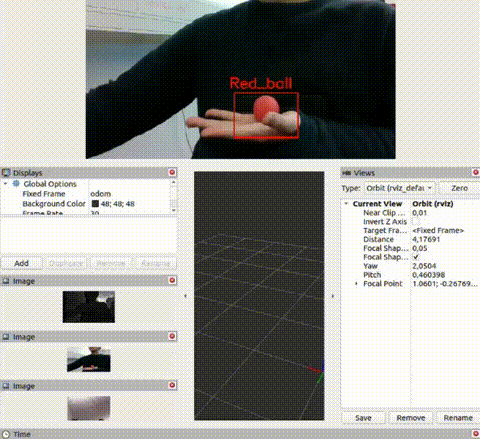 Red_ball
Displays
Global Options
Fixed Frame odom
Background Color 48; 48; 48
Frame Rate 30
Add Duplicate Remove Rename
Image
Image
Image
Time
Views
Type: Orbit (rviz_defau Zero
Current View Orbit (rviz)
Near Clip ... 0,01
Invert Z Axis
Target Fra... <Fixed Frame>
Distance 4,17691
Focal Shap... 0,05
Focal Shap... ✓
Yaw 2,0504
Pitch 0,460398
Focal Point 1.0601; -0.26769...
Save Remove Rename